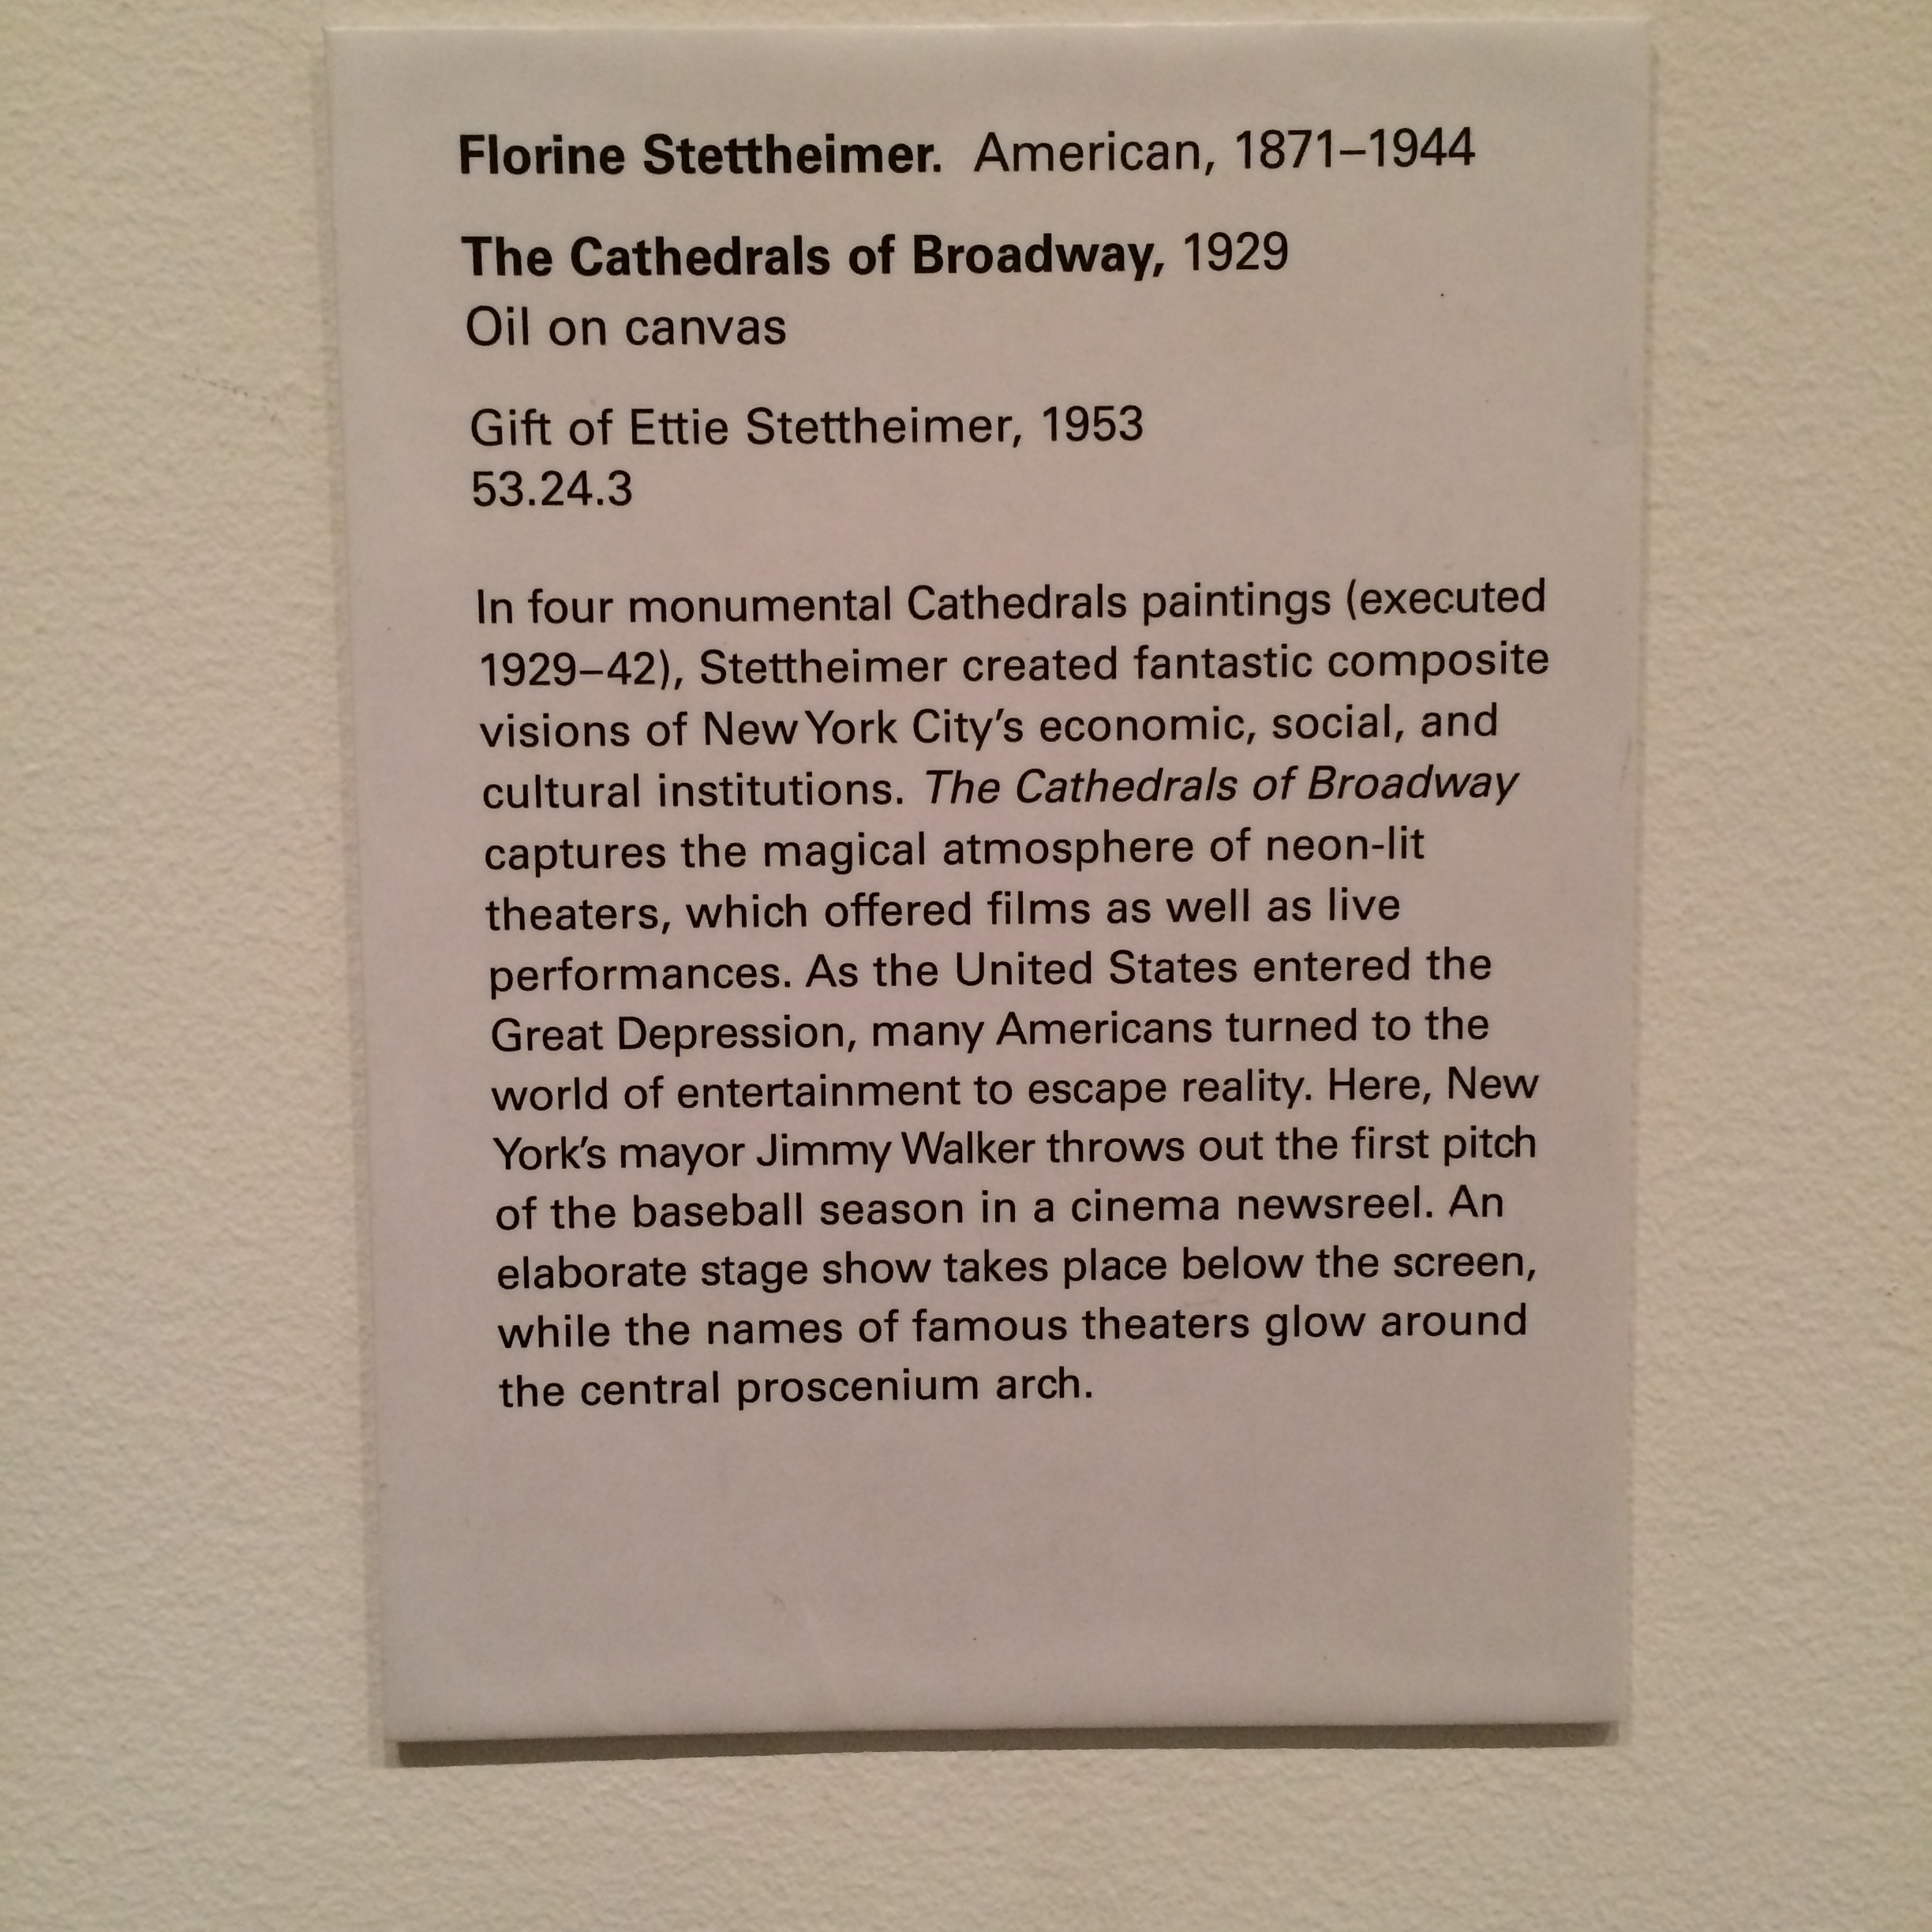 Florine Stettheimer. American, 1871–1944
The Cathedrals of Broadway, 1929
Oil on canvas
Gift of Ettie Stettheimer, 1953
53.24.3
In four monumental Cathedrals paintings (executed
1929–42), Stettheimer created fantastic composite
visions of New York City’s economic, social, and
cultural institutions. The Cathedrals of Broadway
captures the magical atmosphere of neon-lit
theaters, which offered films as well as live
performances. As the United States entered the
Great Depression, many Americans turned to the
world of entertainment to escape reality. Here, New
York’s mayor Jimmy Walker throws out the first pitch
of the baseball season in a cinema newsreel. An
elaborate stage show takes place below the screen,
while the names of famous theaters glow around
the central proscenium arch.